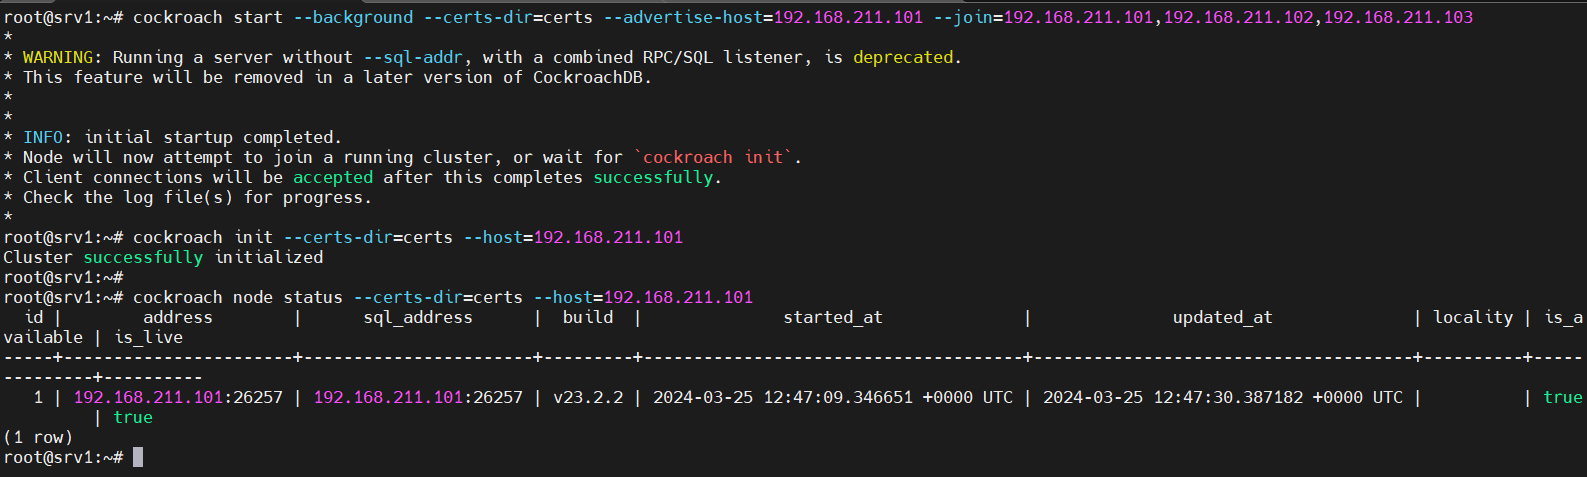 root@srv1:~# cockroach start --background --certs-dir=certs --advertise-host=192.168.211.101 --join=192.168.211.101,192.168.211.102,192.168.211.103
*
* WARNING: Running a server without --sql-addr, with a combined RPC/SQL listener, is deprecated.
* This feature will be removed in a later version of CockroachDB.
*
*
* INFO: initial startup completed.
* Node will now attempt to join a running cluster, or wait for `cockroach init`.
* Client connections will be accepted after this completes successfully.
* Check the log file(s) for progress.
*
root@srv1:~# cockroach init --certs-dir=certs --host=192.168.211.101
Cluster successfully initialized
root@srv1:~#
root@srv1:~# cockroach node status --certs-dir=certs --host=192.168.211.101
  id |        address        |      sql_address      |  build  |              started_at              |              updated_at              | locality | is_a
vailable | is_live
-----+-----------------------+-----------------------+---------+--------------------------------------+--------------------------------------+----------+-----
---------+----------
   1 | 192.168.211.101:26257 | 192.168.211.101:26257 | v23.2.2 | 2024-03-25 12:47:09.346651 +0000 UTC | 2024-03-25 12:47:30.387182 +0000 UTC |          | true
         | true
(1 row)
root@srv1:~#